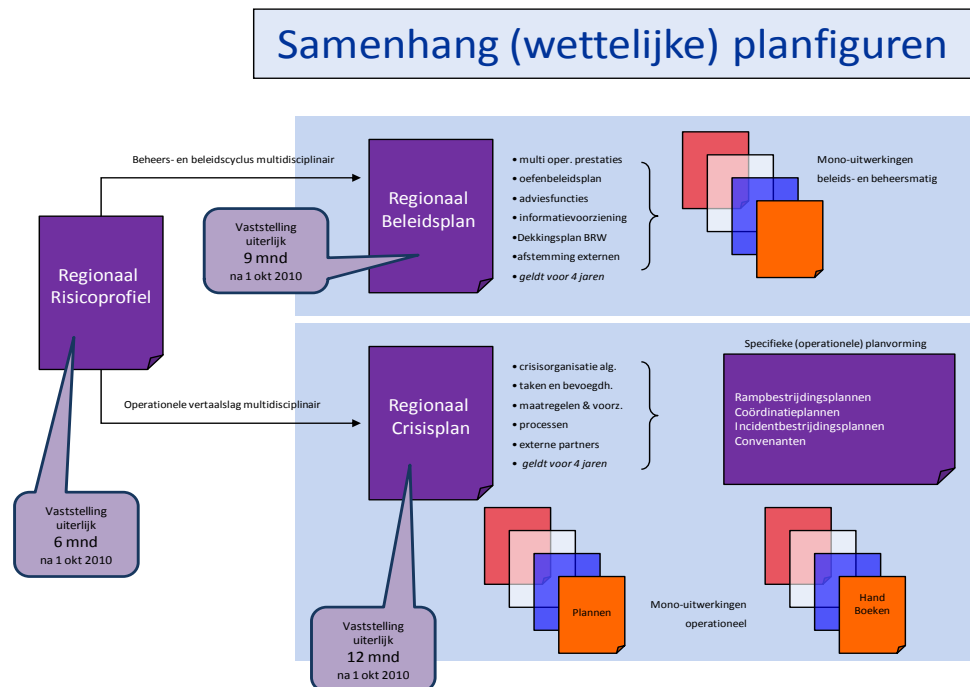 Samenhang (wettelijke) planfiguren
Beheers- en beleidscyclus multidisciplinair
Regionaal
Beleidsplan
• multi oper. prestaties
• oefenbeleidsplan
• adviesfuncties
• informatievoorziening
•Dekkingsplan BRW
•afstemming externen
• geldt voor 4 jaren
Mono-uitwerkingen
beleids- en beheersmatig
Vaststelling
uiterlijk
9 mnd
na 1 okt 2010
Regionaal
Risicoprofiel
Operationele vertaalslag multidisciplinair
Regionaal
Crisisplan
• crisisorganisatie alg.
• taken en bevoegdh.
• maatregelen & voorz.
• processen
• externe partners
• geldt voor 4 jaren
Specifieke (operationele) planvorming
Rampbestrijdingsplannen
Coördinatieplannen
Incidentbestrijdingsplannen
Convenanten
Vaststelling
uiterlijk
6 mnd
na 1 okt 2010
Plannen
Mono-uitwerkingen
operationeel
Hand
Boeken
Vaststelling
uiterlijk
12 mnd
na 1 okt 2010